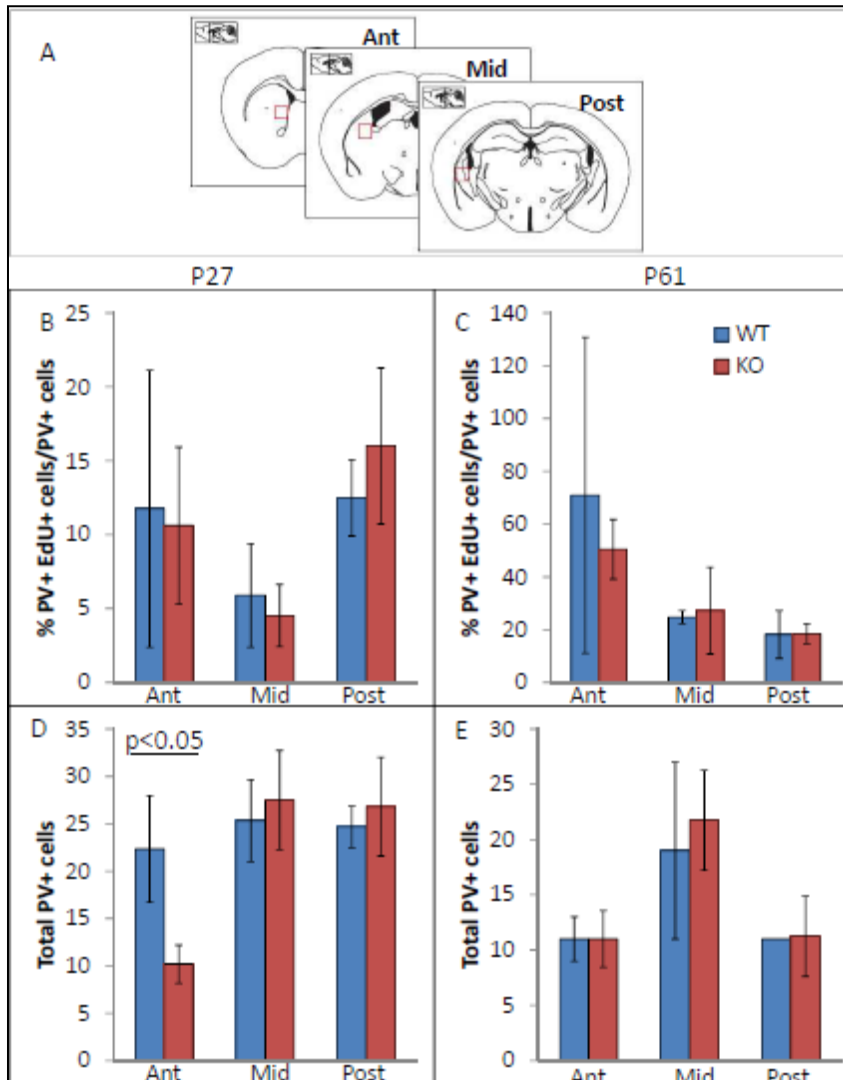 A
Ant
Mid
Post
P27
P61
B
25
20
15
10
5
0
% PV+ EdU+ cells/PV+ cells
Ant
Mid
Post
C
140
120
100
80
60
40
20
0
% PV+ EdU+ cells/PV+ cells
WT
KO
Ant
Mid
Post
D
35
30
25
20
15
10
5
0
p<0.05
Total PV+ cells
Ant
Mid
Post
E
30
25
20
15
10
5
0
Total PV+ cells
Ant
Mid
Post